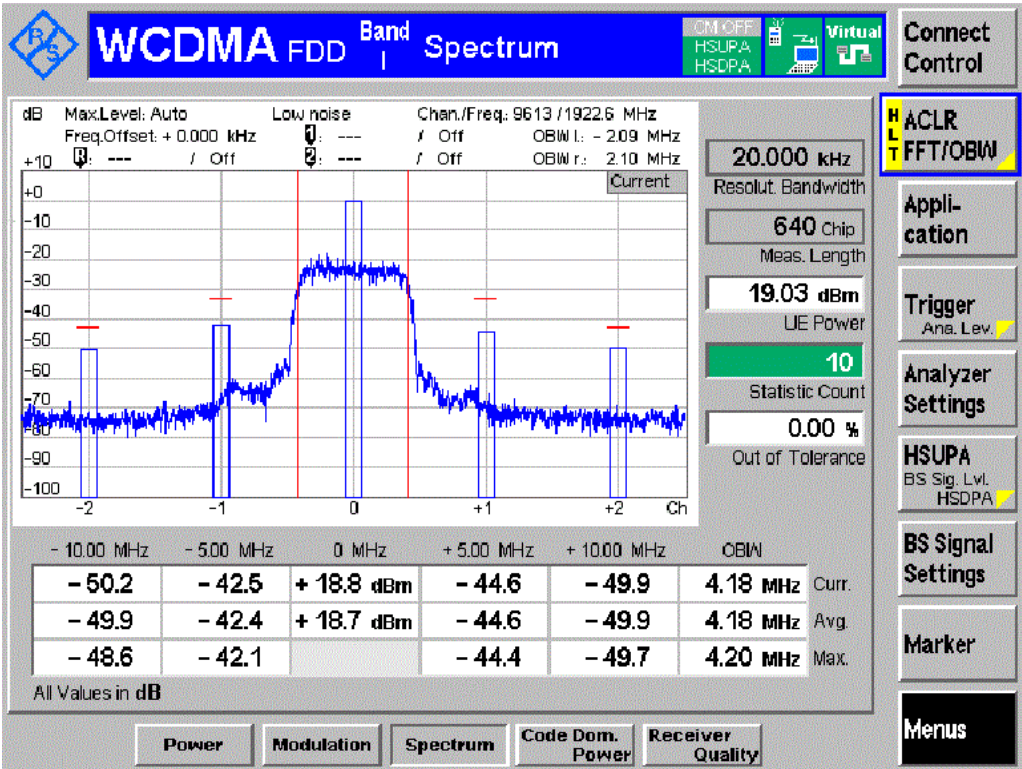 R&S
WCDMA FDD Band I Spectrum
CM OFF
HSUPA
HSDPA
Virtual
Connect
Control
dB Max.Level: Auto Low noise Chan./Freq.: 9613 / 1922.6 MHz
Freq.Offset: + 0.000 kHz 1: --- / Off OBW l.: - 2.09 MHz
R: --- / Off 2: --- / Off OBW r.: 2.10 MHz
Current
+10
+0
-10
-20
-30
-40
-50
-60
-70
-80
-90
-100
-2 -1 0 +1 +2 Ch
20.000 kHz
Resolut. Bandwidth
640 Chip
Meas. Length
19.03 dBm
UE Power
10
Statistic Count
0.00 %
Out of Tolerance
HLT
ACLR
FFT/OBW
Appli-
cation
Trigger
Ana. Lev.
Analyzer
Settings
HSUPA
BS Sig. Lvl.
HSDPA
BS Signal
Settings
Marker
Menus
- 10.00 MHz - 5.00 MHz 0 MHz + 5.00 MHz + 10.00 MHz OBW
- 50.2 - 42.5 + 18.8 dBm - 44.6 - 49.9 4.18 MHz Curr.
- 49.9 - 42.4 + 18.7 dBm - 44.6 - 49.9 4.18 MHz Avg.
- 48.6 - 42.1 - 44.4 - 49.7 4.20 MHz Max.
All Values in dB
Power
Modulation
Spectrum
Code Dom.
Power
Receiver
Quality